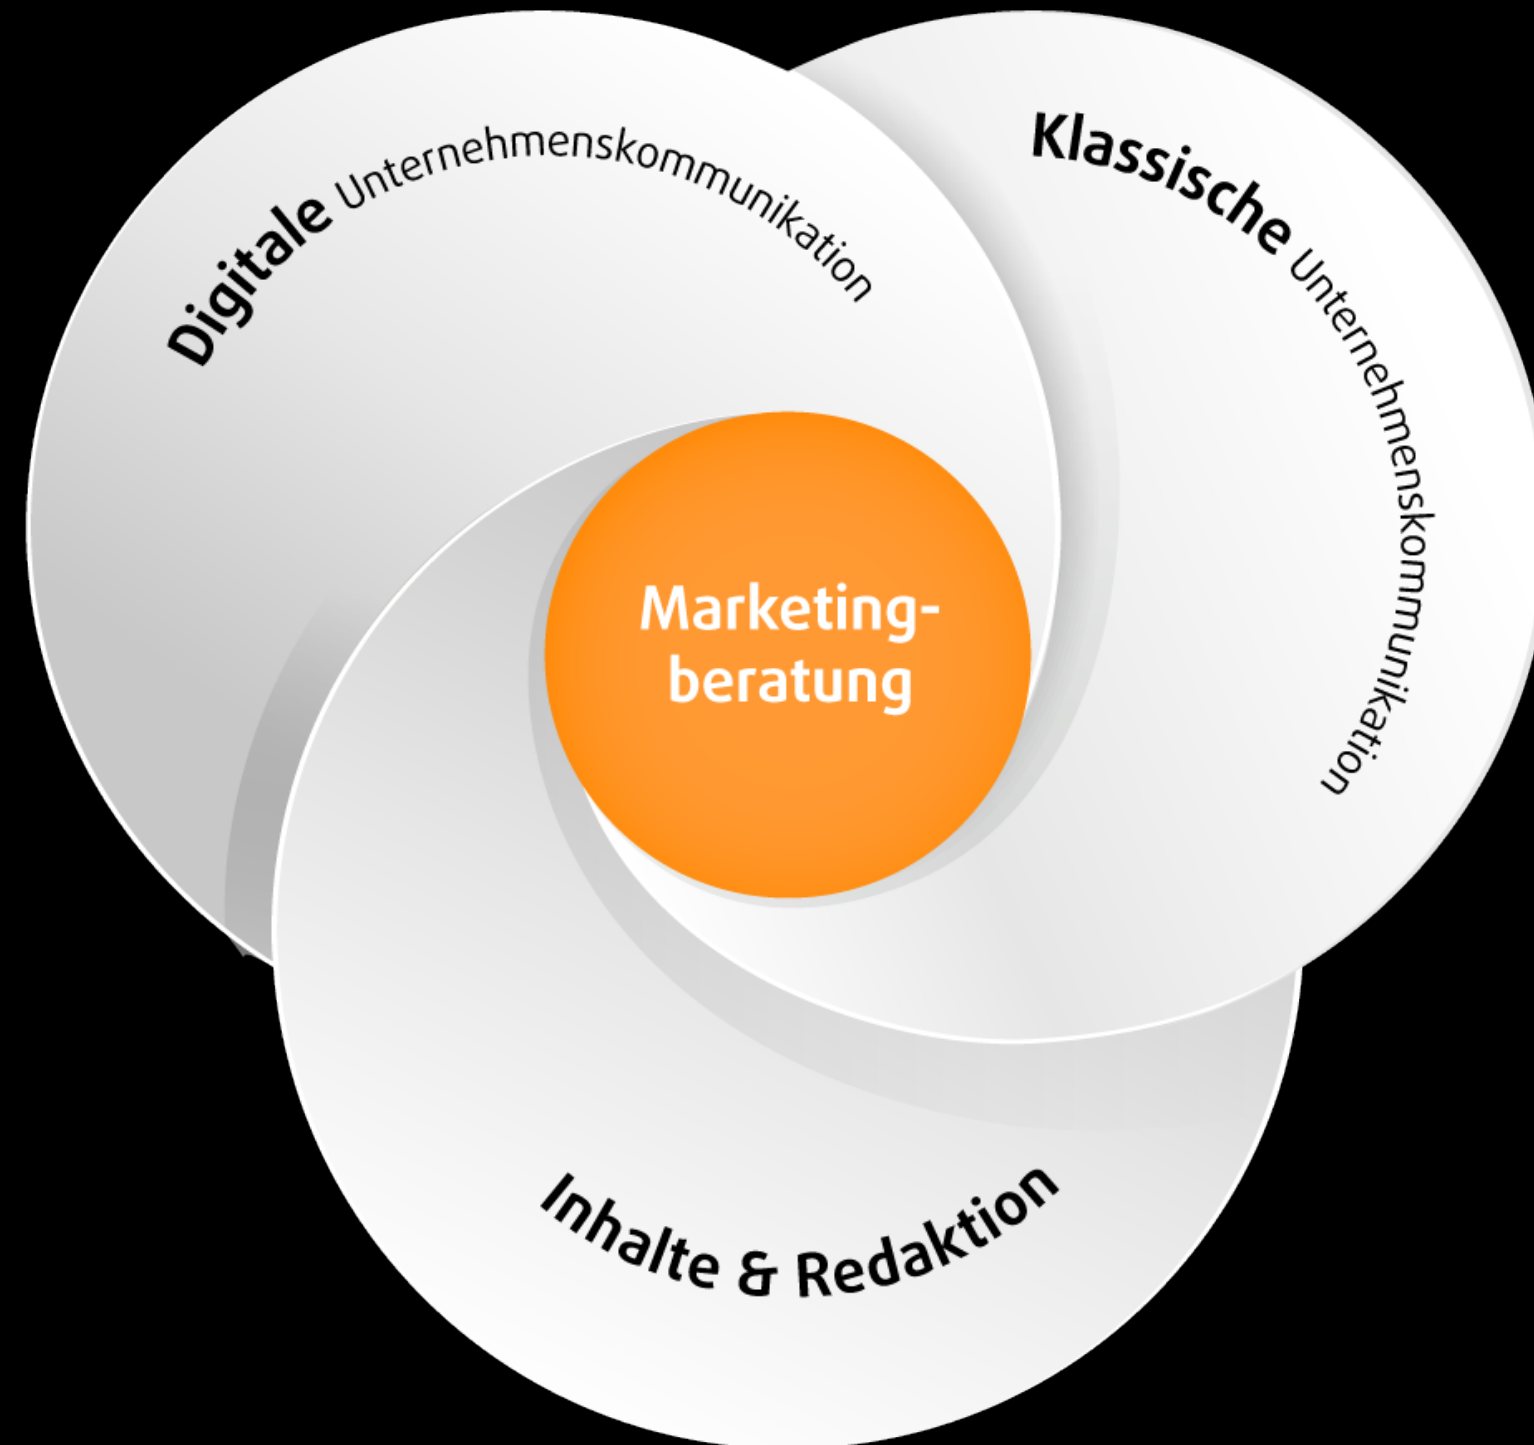 Digitale Unternehmenskommunikation
Klassische Unternehmenskommunikation
Marketing-
beratung
Inhalte & Redaktion